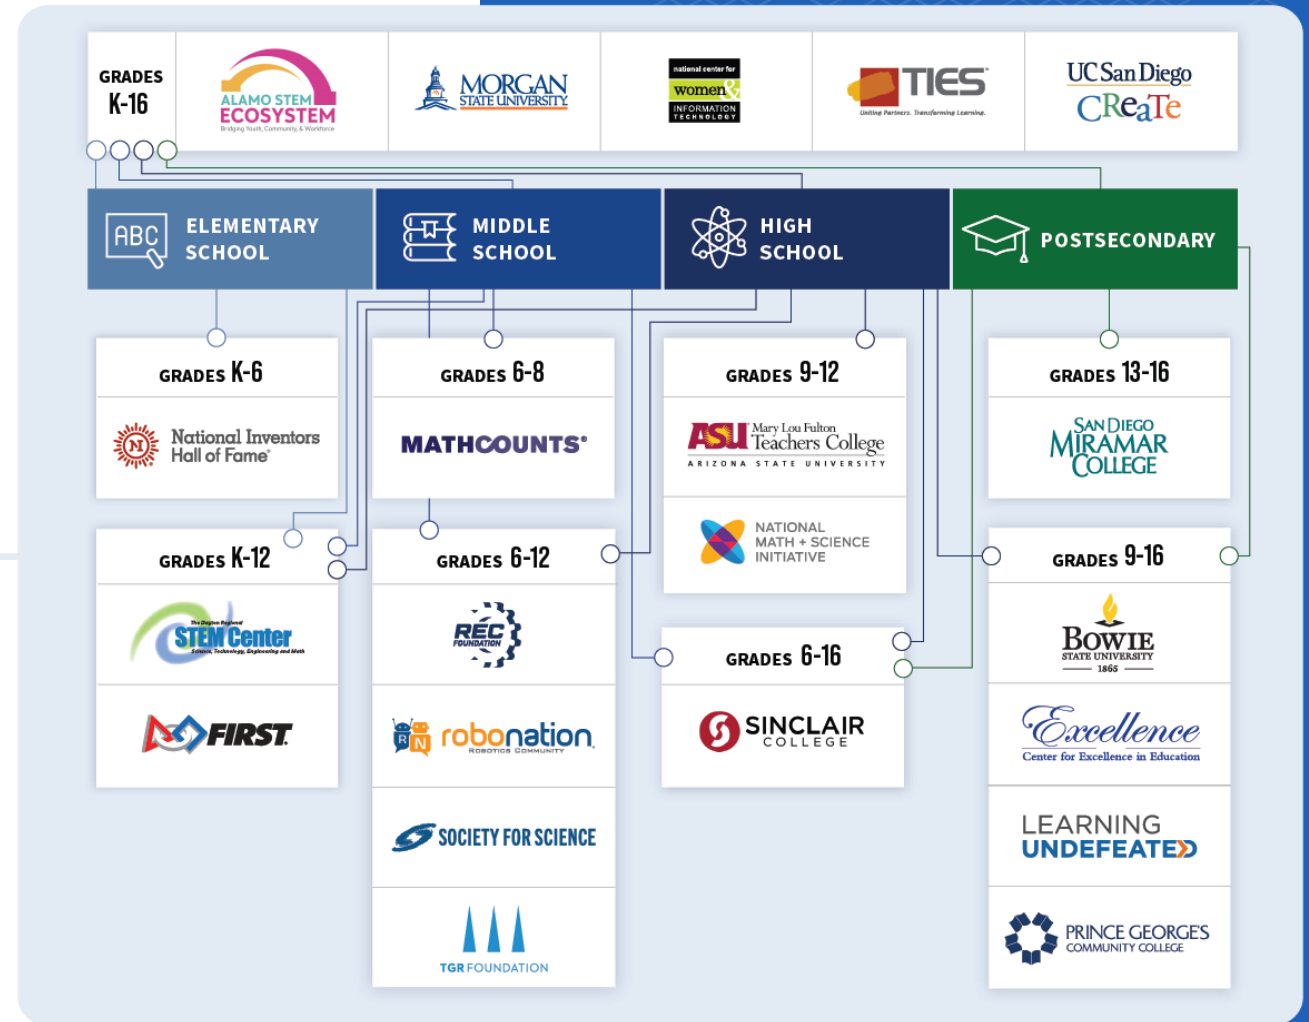 GRADES
K-16
ALAMO STEM
ECOSYSTEM
Bridging Youth, Community, & Workforce
MORGAN
STATE UNIVERSITY
national center for
women &
INFORMATION
TECHNOLOGY
TIES™
Uniting Partners. Transforming Learning.
UC San Diego
CReaTe
ABC
ELEMENTARY
SCHOOL
MIDDLE
SCHOOL
HIGH
SCHOOL
POSTSECONDARY
GRADES K-6
N
National Inventors
Hall of Fame®
GRADES 6-8
MATHCOUNTS®
GRADES 9-12
ASU Mary Lou Fulton
Teachers College
ARIZONA STATE UNIVERSITY
NATIONAL
MATH + SCIENCE
INITIATIVE
GRADES 13-16
SAN DIEGO
MIRAMAR
COLLEGE
GRADES K-12
The Dayton Regional
STEM Center
Science, Technology, Engineering and Math
FIRST®
GRADES 6-12
REC
FOUNDATION
RN
robonation
ROBOTICS COMMUNITY
SOCIETY FOR SCIENCE
TGR FOUNDATION
GRADES 6-16
SINCLAIR
COLLEGE
GRADES 9-16
BOWIE
STATE UNIVERSITY
1865
Excellence
Center for Excellence in Education
LEARNING
UNDEFEATED
PRINCE GEORGE'S
COMMUNITY COLLEGE